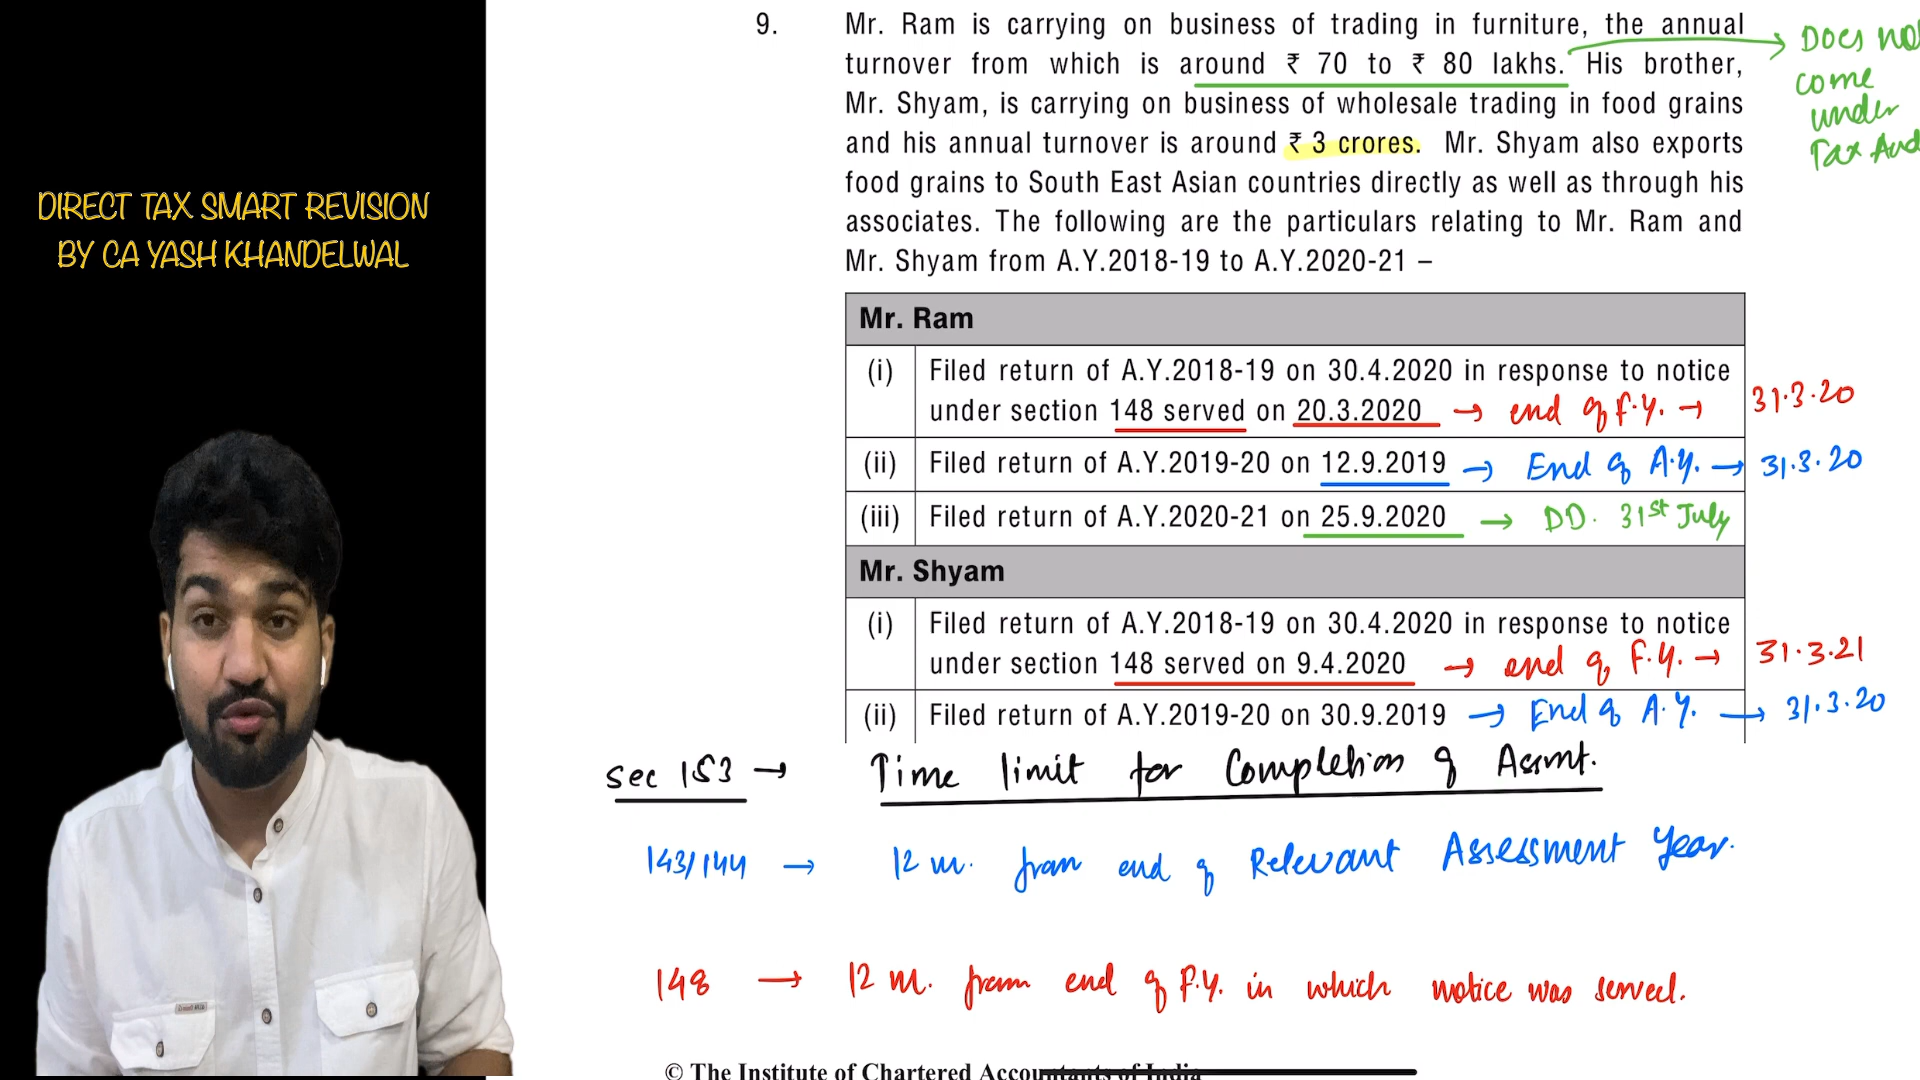 DIRECT TAX SMART REVISION
BY CA YASH KHANDELWAL
9. Mr. Ram is carrying on business of trading in furniture, the annual
turnover from which is around ₹ 70 to ₹ 80 lakhs. His brother,
Mr. Shyam, is carrying on business of wholesale trading in food grains
and his annual turnover is around ₹ 3 crores. Mr. Shyam also exports
food grains to South East Asian countries directly as well as through his
associates. The following are the particulars relating to Mr. Ram and
Mr. Shyam from A.Y.2018-19 to A.Y.2020-21 –
→ Does not
come
under
Tax Aud
Mr. Ram
(i) Filed return of A.Y.2018-19 on 30.4.2020 in response to notice
under section 148 served on 20.3.2020 → end of F.Y. → 31.3.20
(ii) Filed return of A.Y.2019-20 on 12.9.2019 → End of A.Y. → 31.3.20
(iii) Filed return of A.Y.2020-21 on 25.9.2020 → DD. 31st July
Mr. Shyam
(i) Filed return of A.Y.2018-19 on 30.4.2020 in response to notice
under section 148 served on 9.4.2020 → end of F.Y. → 31.3.21
(ii) Filed return of A.Y.2019-20 on 30.9.2019 → End of A.Y. → 31.3.20
Sec 153 → Time limit for Completion of Assmt.
143/144 → 12 m. from end of Relevant Assessment Year.
148 → 12 M. from end of F.Y. in which notice was served.
© The Institute of Chartered Accountants of India